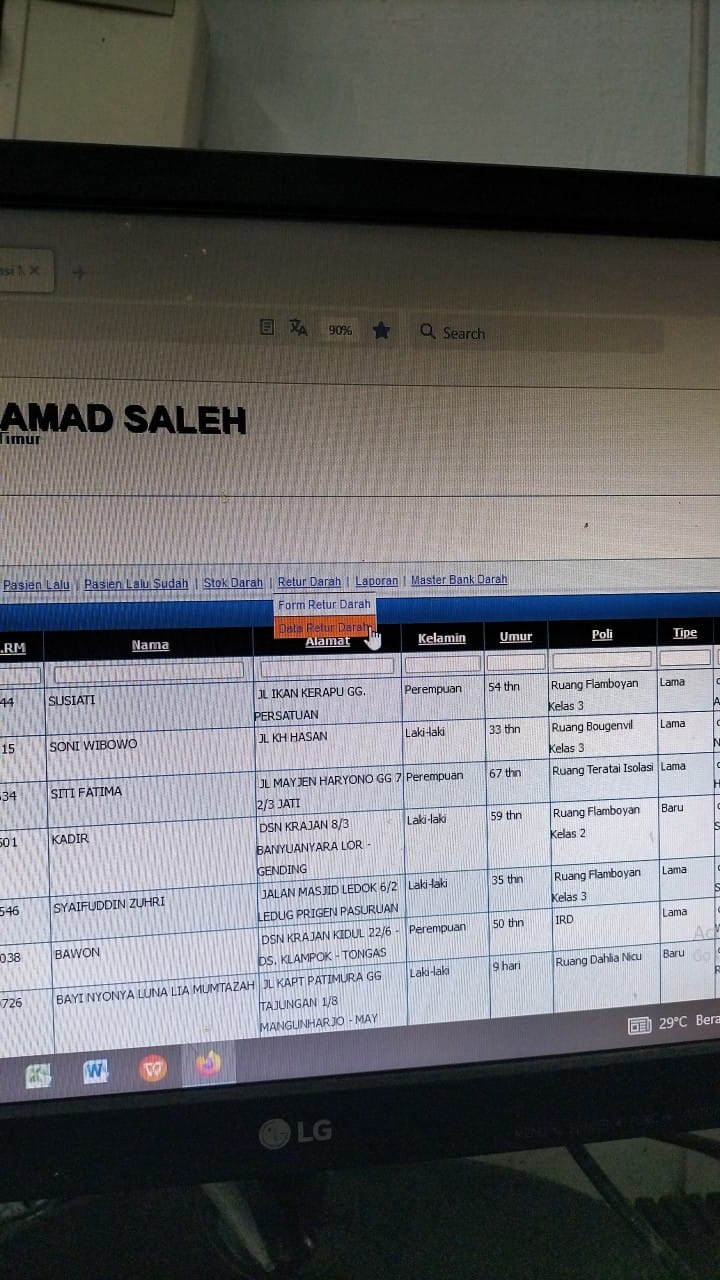 90% Search
AMAD SALEH
Timur
Pasien Lalu | Pasien Lalu Sudah | Stok Darah | Retur Darah | Laporan | Master Bank Darah
Form Retur Darah
Data Retur Darah
.RM Nama Alamat Kelamin Umur Poli Tipe
44 SUSIATI JL IKAN KERAPU GG. Perempuan 54 thn Ruang Flamboyan Lama
PERSATUAN Kelas 3
15 SONI WIBOWO JL KH HASAN Laki-laki 33 thn Ruang Bougenvil Lama
Kelas 3
534 SITI FATIMA JL MAYJEN HARYONO GG 7 Perempuan 67 thn Ruang Teratai Isolasi Lama
2/3 JATI
501 KADIR DSN KRAJAN 8/3 Laki-laki 59 thn Ruang Flamboyan Baru
BANYUANYARA LOR - Kelas 2
GENDING
546 SYAIFUDDIN ZUHRI JALAN MASJID LEDOK 6/2 Laki-laki 35 thn Ruang Flamboyan Lama
LEDUG PRIGEN PASURUAN Kelas 3
038 BAWON DSN KRAJAN KIDUL 22/6 - Perempuan 50 thn IRD Lama
DS. KLAMPOK - TONGAS
726 BAYI NYONYA LUNA LIA MUMTAZAH JL KAPT PATIMURA GG Laki-laki 9 hari Ruang Dahlia Nicu Baru
TAJUNGAN 1/8
MANGUNHARJO - MAY
29°C Bera
LG